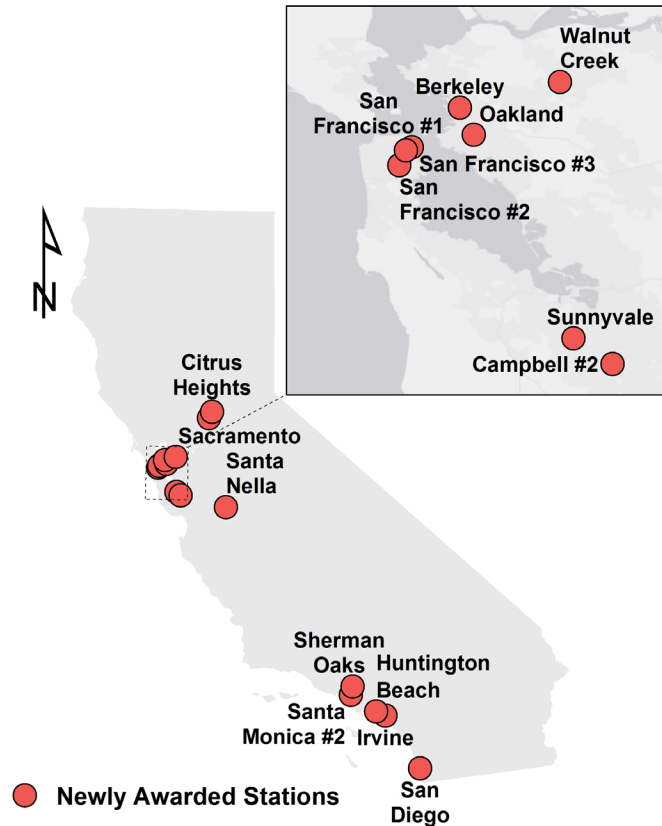 Walnut
Creek
Berkeley
San
Francisco #1
Oakland
San Francisco #3
San
Francisco #2
Sunnyvale
Campbell #2
N
Citrus
Heights
Sacramento
Santa
Nella
Sherman
Oaks
Huntington
Beach
Santa
Monica #2
Irvine
San
Diego
Newly Awarded Stations